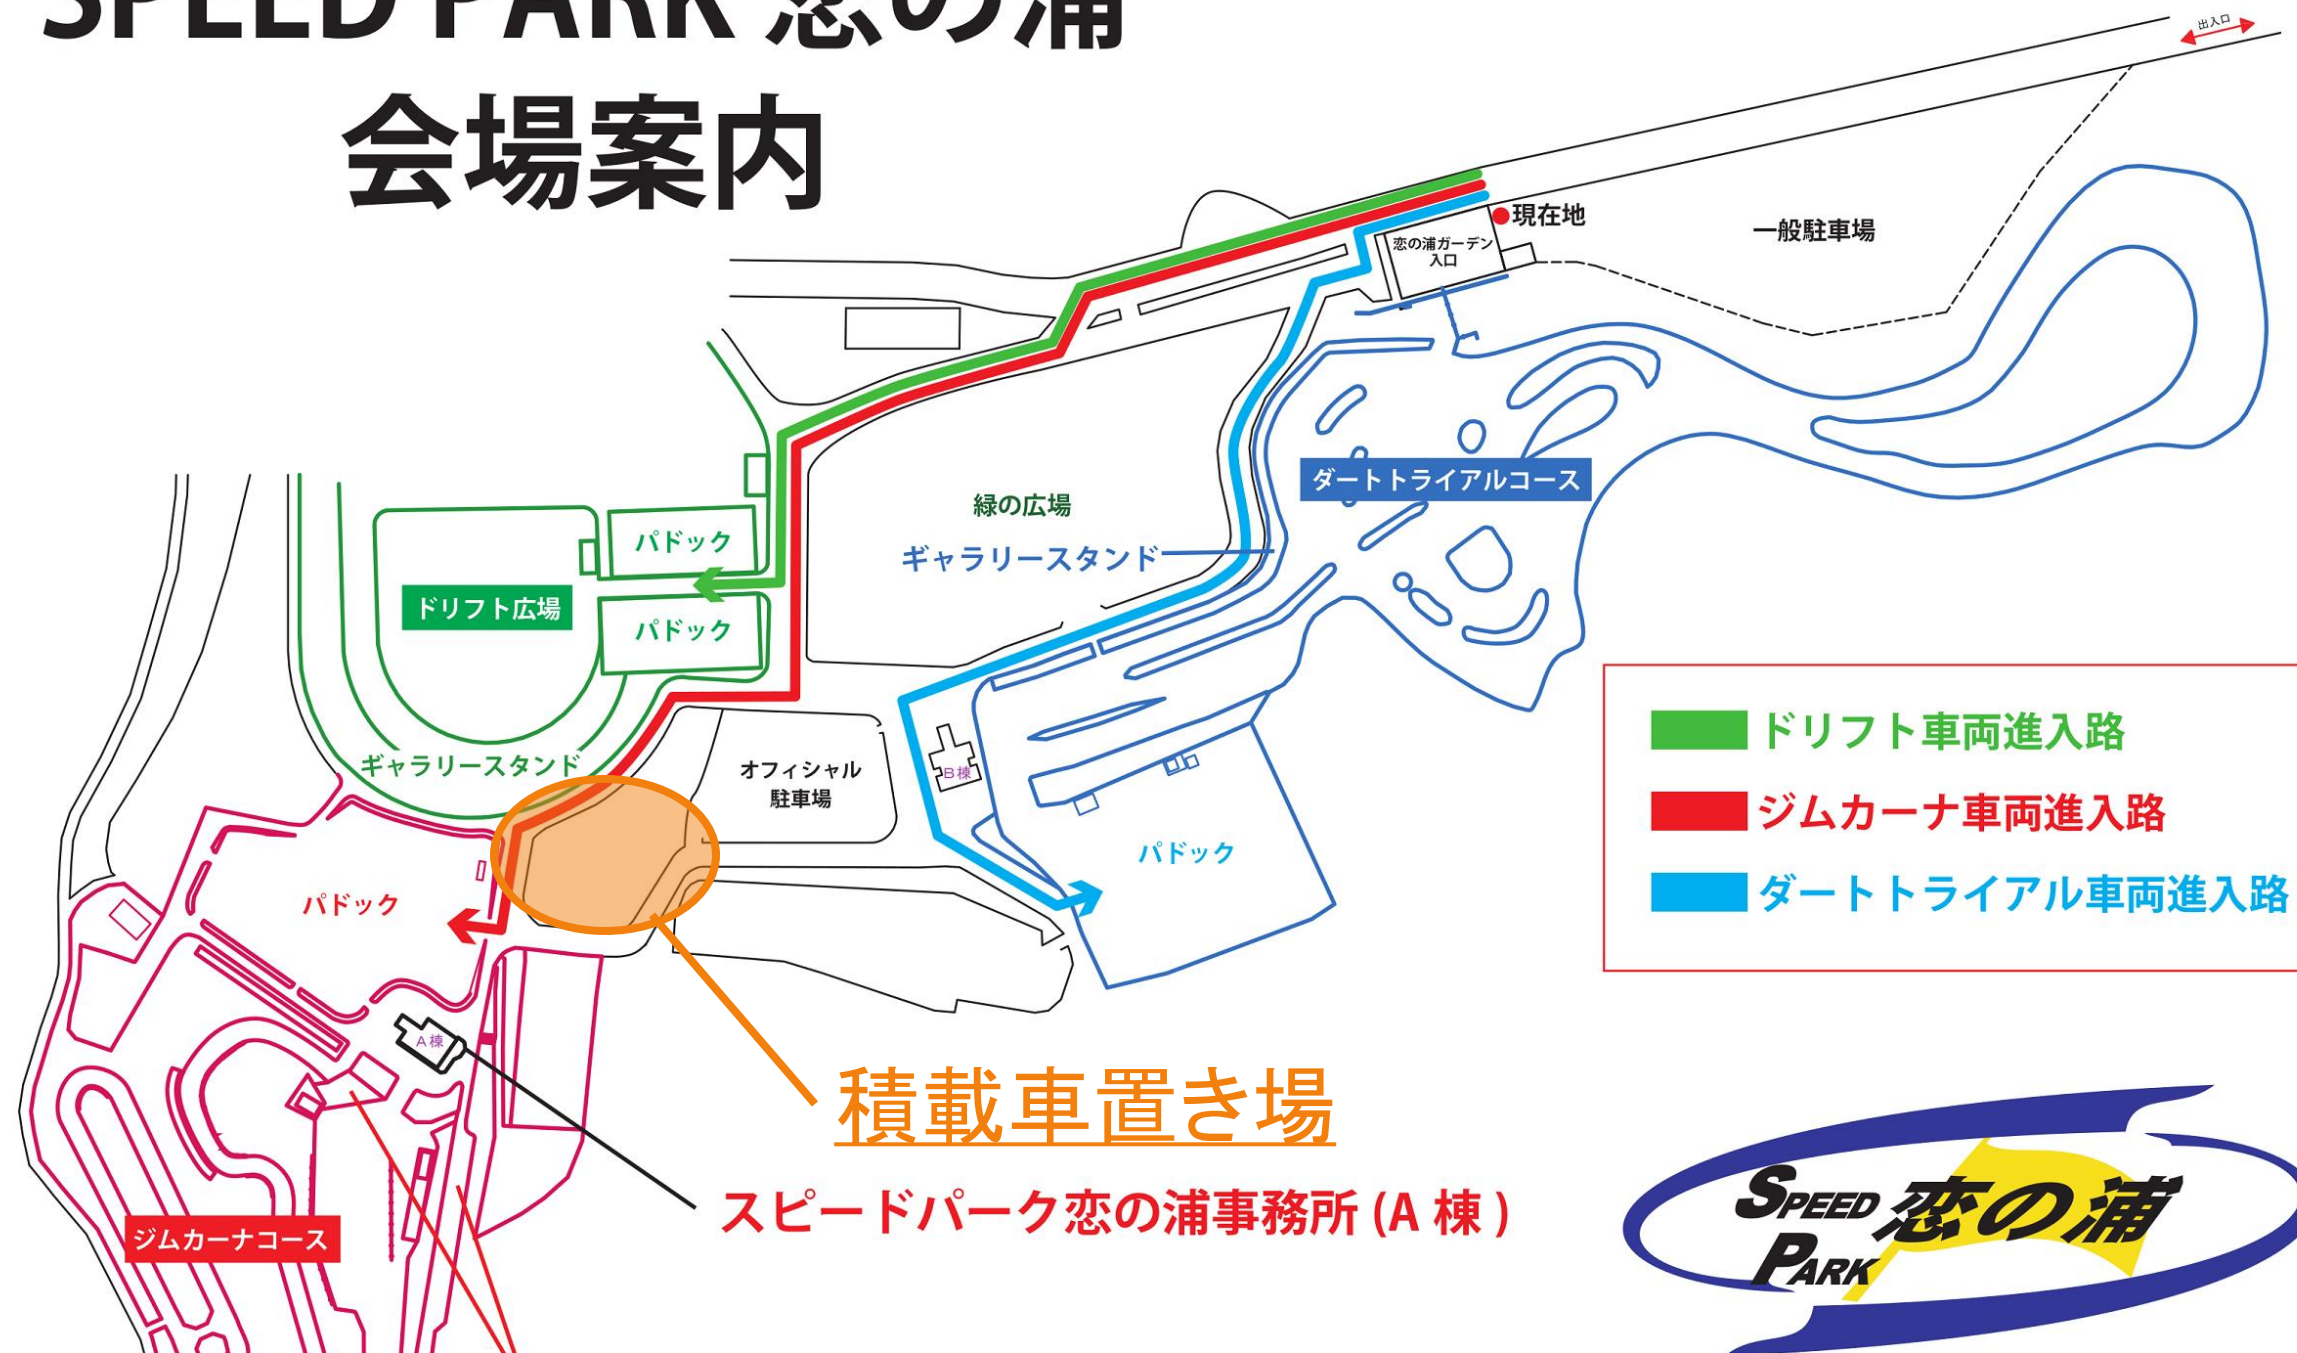 SPEED PARK 恋の浦
会場案内
出入口
現在地
恋の浦ガーデン
入口
一般駐車場
緑の広場
ギャラリースタンド
ダートトライアルコース
パドック
ドリフト広場
パドック
ギャラリースタンド
オフィシャル
駐車場
B棟
パドック
パドック
A棟
ドリフト車両進入路
ジムカーナ車両進入路
ダートトライアル車両進入路
積載車置き場
スピードパーク恋の浦事務所(A 棟)
ジムカーナコース
SPEED 恋の浦
PARK